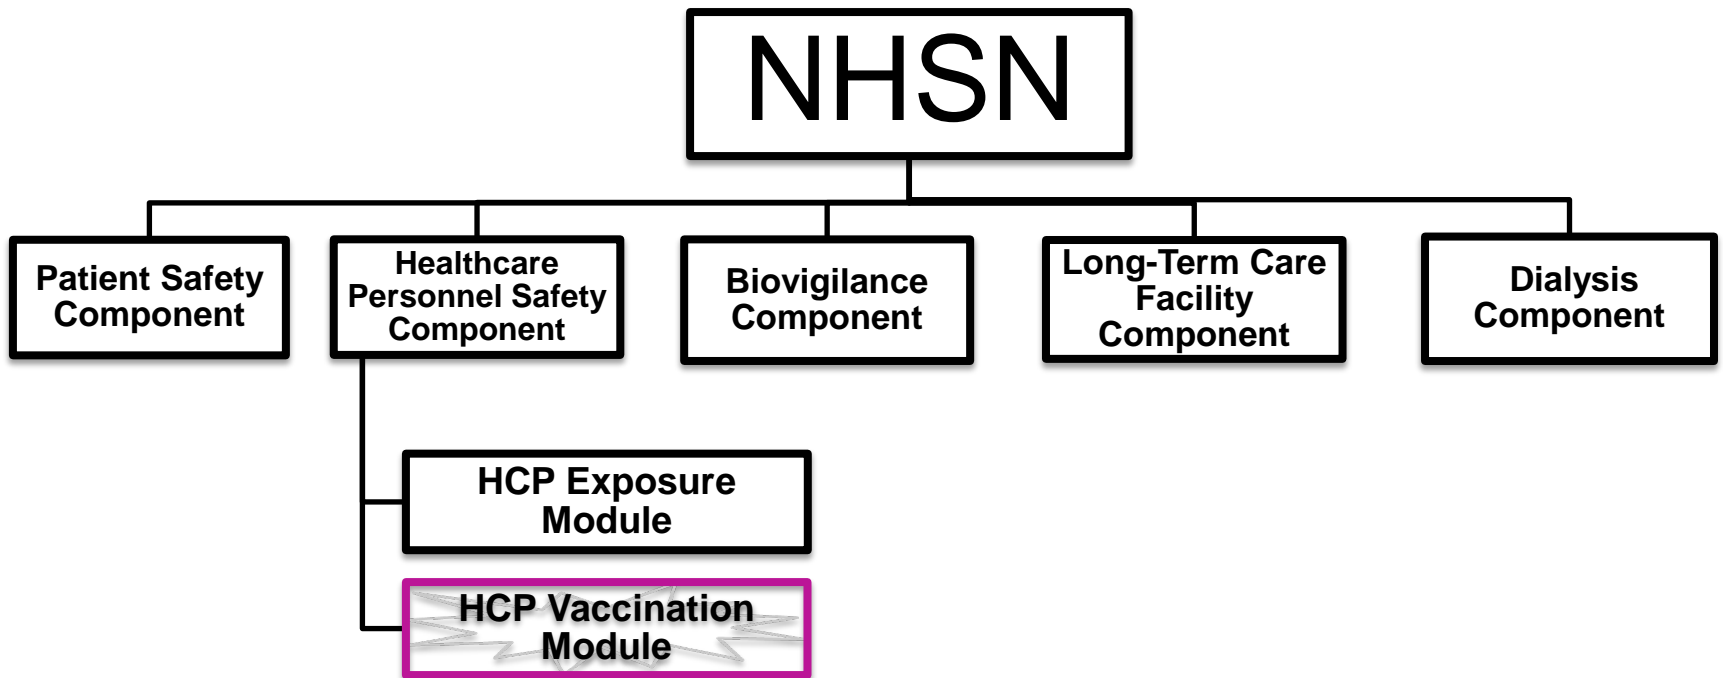 NHSN
Patient Safety
Component
Healthcare
Personnel Safety
Component
Biovigilance
Component
Long-Term Care
Facility
Component
Dialysis
Component
HCP Exposure
Module
HCP Vaccination
Module